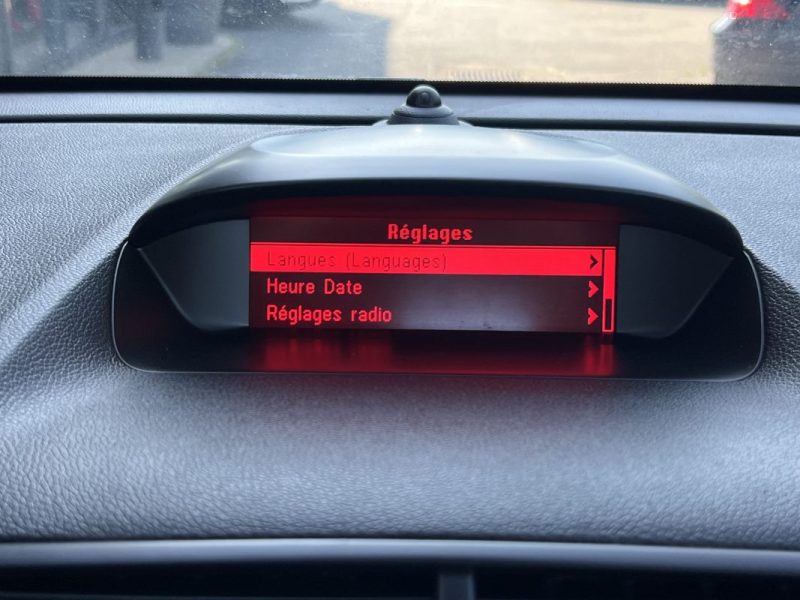 Réglages
Langues (Languages)
Heure Date
Réglages radio